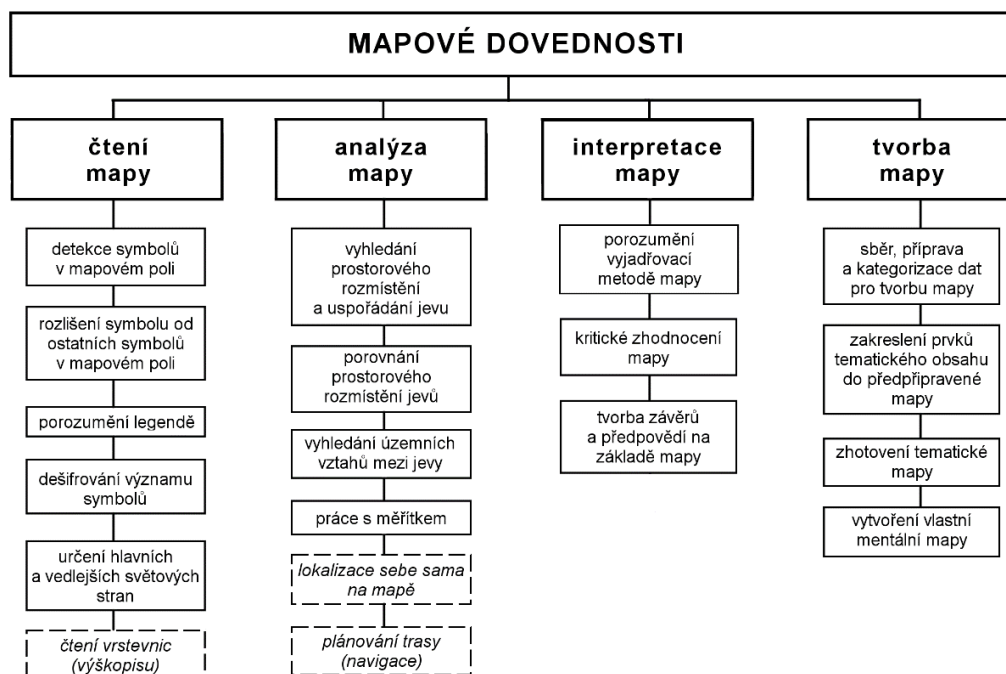 MAPOVÉ DOVEDNOSTI
čtení
mapy
detekce symbolů
v mapovém poli
rozlišení symbolu od
ostatních symbolů
v mapovém poli
porozumění legendě
dešifrování významu
symbolů
určení hlavních
a vedlejších světových
stran
čtení vrstevnic
(výškopisu)
analýza
mapy
vyhledání
prostorového
rozmístění
a uspořádání jevu
porovnání
prostorového
rozmístění jevů
vyhledání územních
vztahů mezi jevy
práce s měřítkem
lokalizace sebe sama
na mapě
plánování trasy
(navigace)
interpretace
mapy
porozumění
vyjadřovací
metodě mapy
kritické zhodnocení
mapy
tvorba závěrů
a předpovědí na
základě mapy
tvorba
mapy
sběr, příprava
a kategorizace dat
pro tvorbu mapy
zakreslení prvků
tematického obsahu
do předpřipravené
mapy
zhotovení tematické
mapy
vytvoření vlastní
mentální mapy